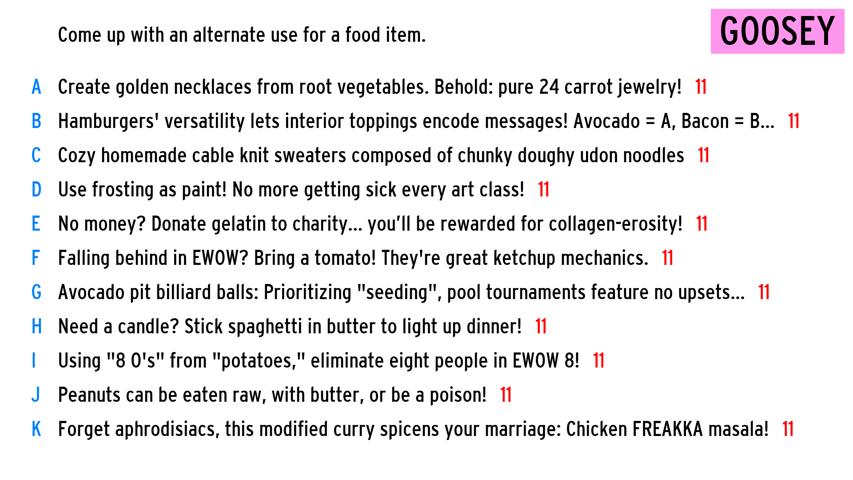 Come up with an alternate use for a food item.
GOOSEY
A Create golden necklaces from root vegetables. Behold: pure 24 carrot jewelry! 11
B Hamburgers' versatility lets interior toppings encode messages! Avocado = A, Bacon = B... 11
C Cozy homemade cable knit sweaters composed of chunky doughy udon noodles 11
D Use frosting as paint! No more getting sick every art class! 11
E No money? Donate gelatin to charity... you'll be rewarded for collagen-erosity! 11
F Falling behind in EWOW? Bring a tomato! They're great ketchup mechanics. 11
G Avocado pit billiard balls: Prioritizing "seeding", pool tournaments feature no upsets... 11
H Need a candle? Stick spaghetti in butter to light up dinner! 11
I Using "8 O's" from "potatoes," eliminate eight people in EWOW 8! 11
J Peanuts can be eaten raw, with butter, or be a poison! 11
K Forget aphrodisiacs, this modified curry spicens your marriage: Chicken FREAKKA masala! 11